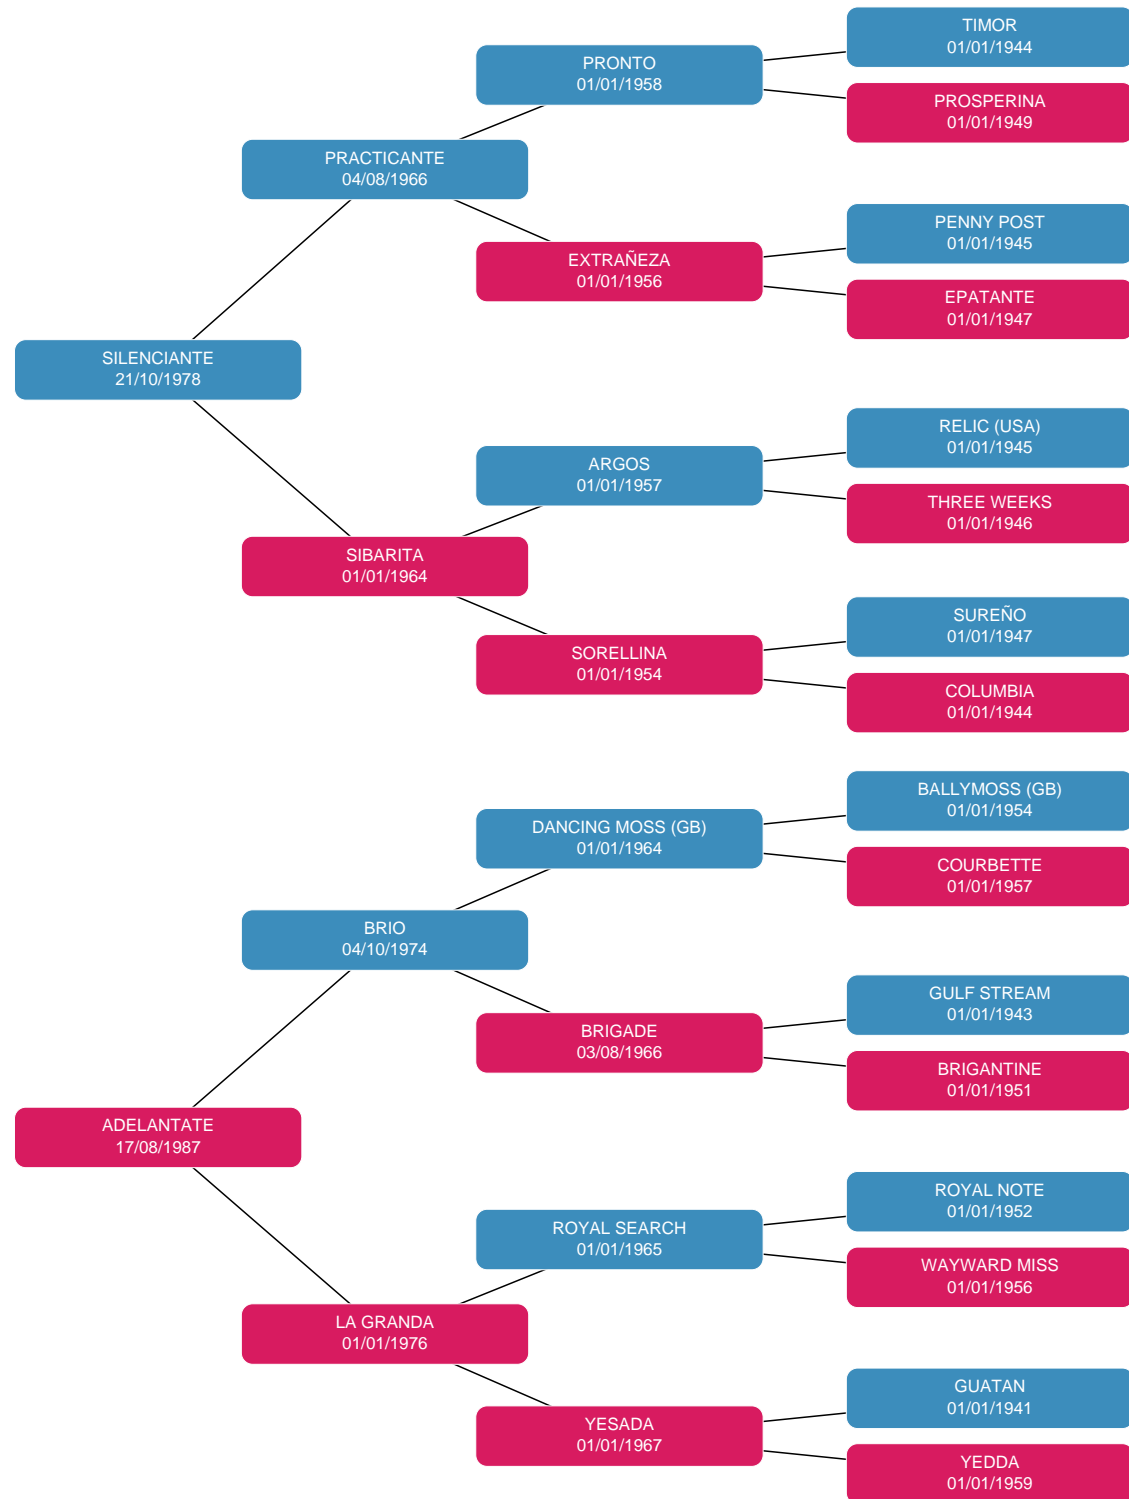 TIMOR
01/01/1944
PRONTO
01/01/1958
PROSPERINA
01/01/1949
PRACTICANTE
04/08/1966
PENNY POST
01/01/1945
EXTRAÑEZA
01/01/1956
EPATANTE
01/01/1947
SILENCIANTE
21/10/1978
RELIC (USA)
01/01/1945
ARGOS
01/01/1957
THREE WEEKS
01/01/1946
SIBARITA
01/01/1964
SUREÑO
01/01/1947
SORELLINA
01/01/1954
COLUMBIA
01/01/1944
BALLYMOSS (GB)
01/01/1954
DANCING MOSS (GB)
01/01/1964
COURBETTE
01/01/1957
BRIO
04/10/1974
GULF STREAM
01/01/1943
BRIGADE
03/08/1966
BRIGANTINE
01/01/1951
ADELANTATE
17/08/1987
ROYAL NOTE
01/01/1952
ROYAL SEARCH
01/01/1965
WAYWARD MISS
01/01/1956
LA GRANDA
01/01/1976
GUATAN
01/01/1941
YESADA
01/01/1967
YEDDA
01/01/1959